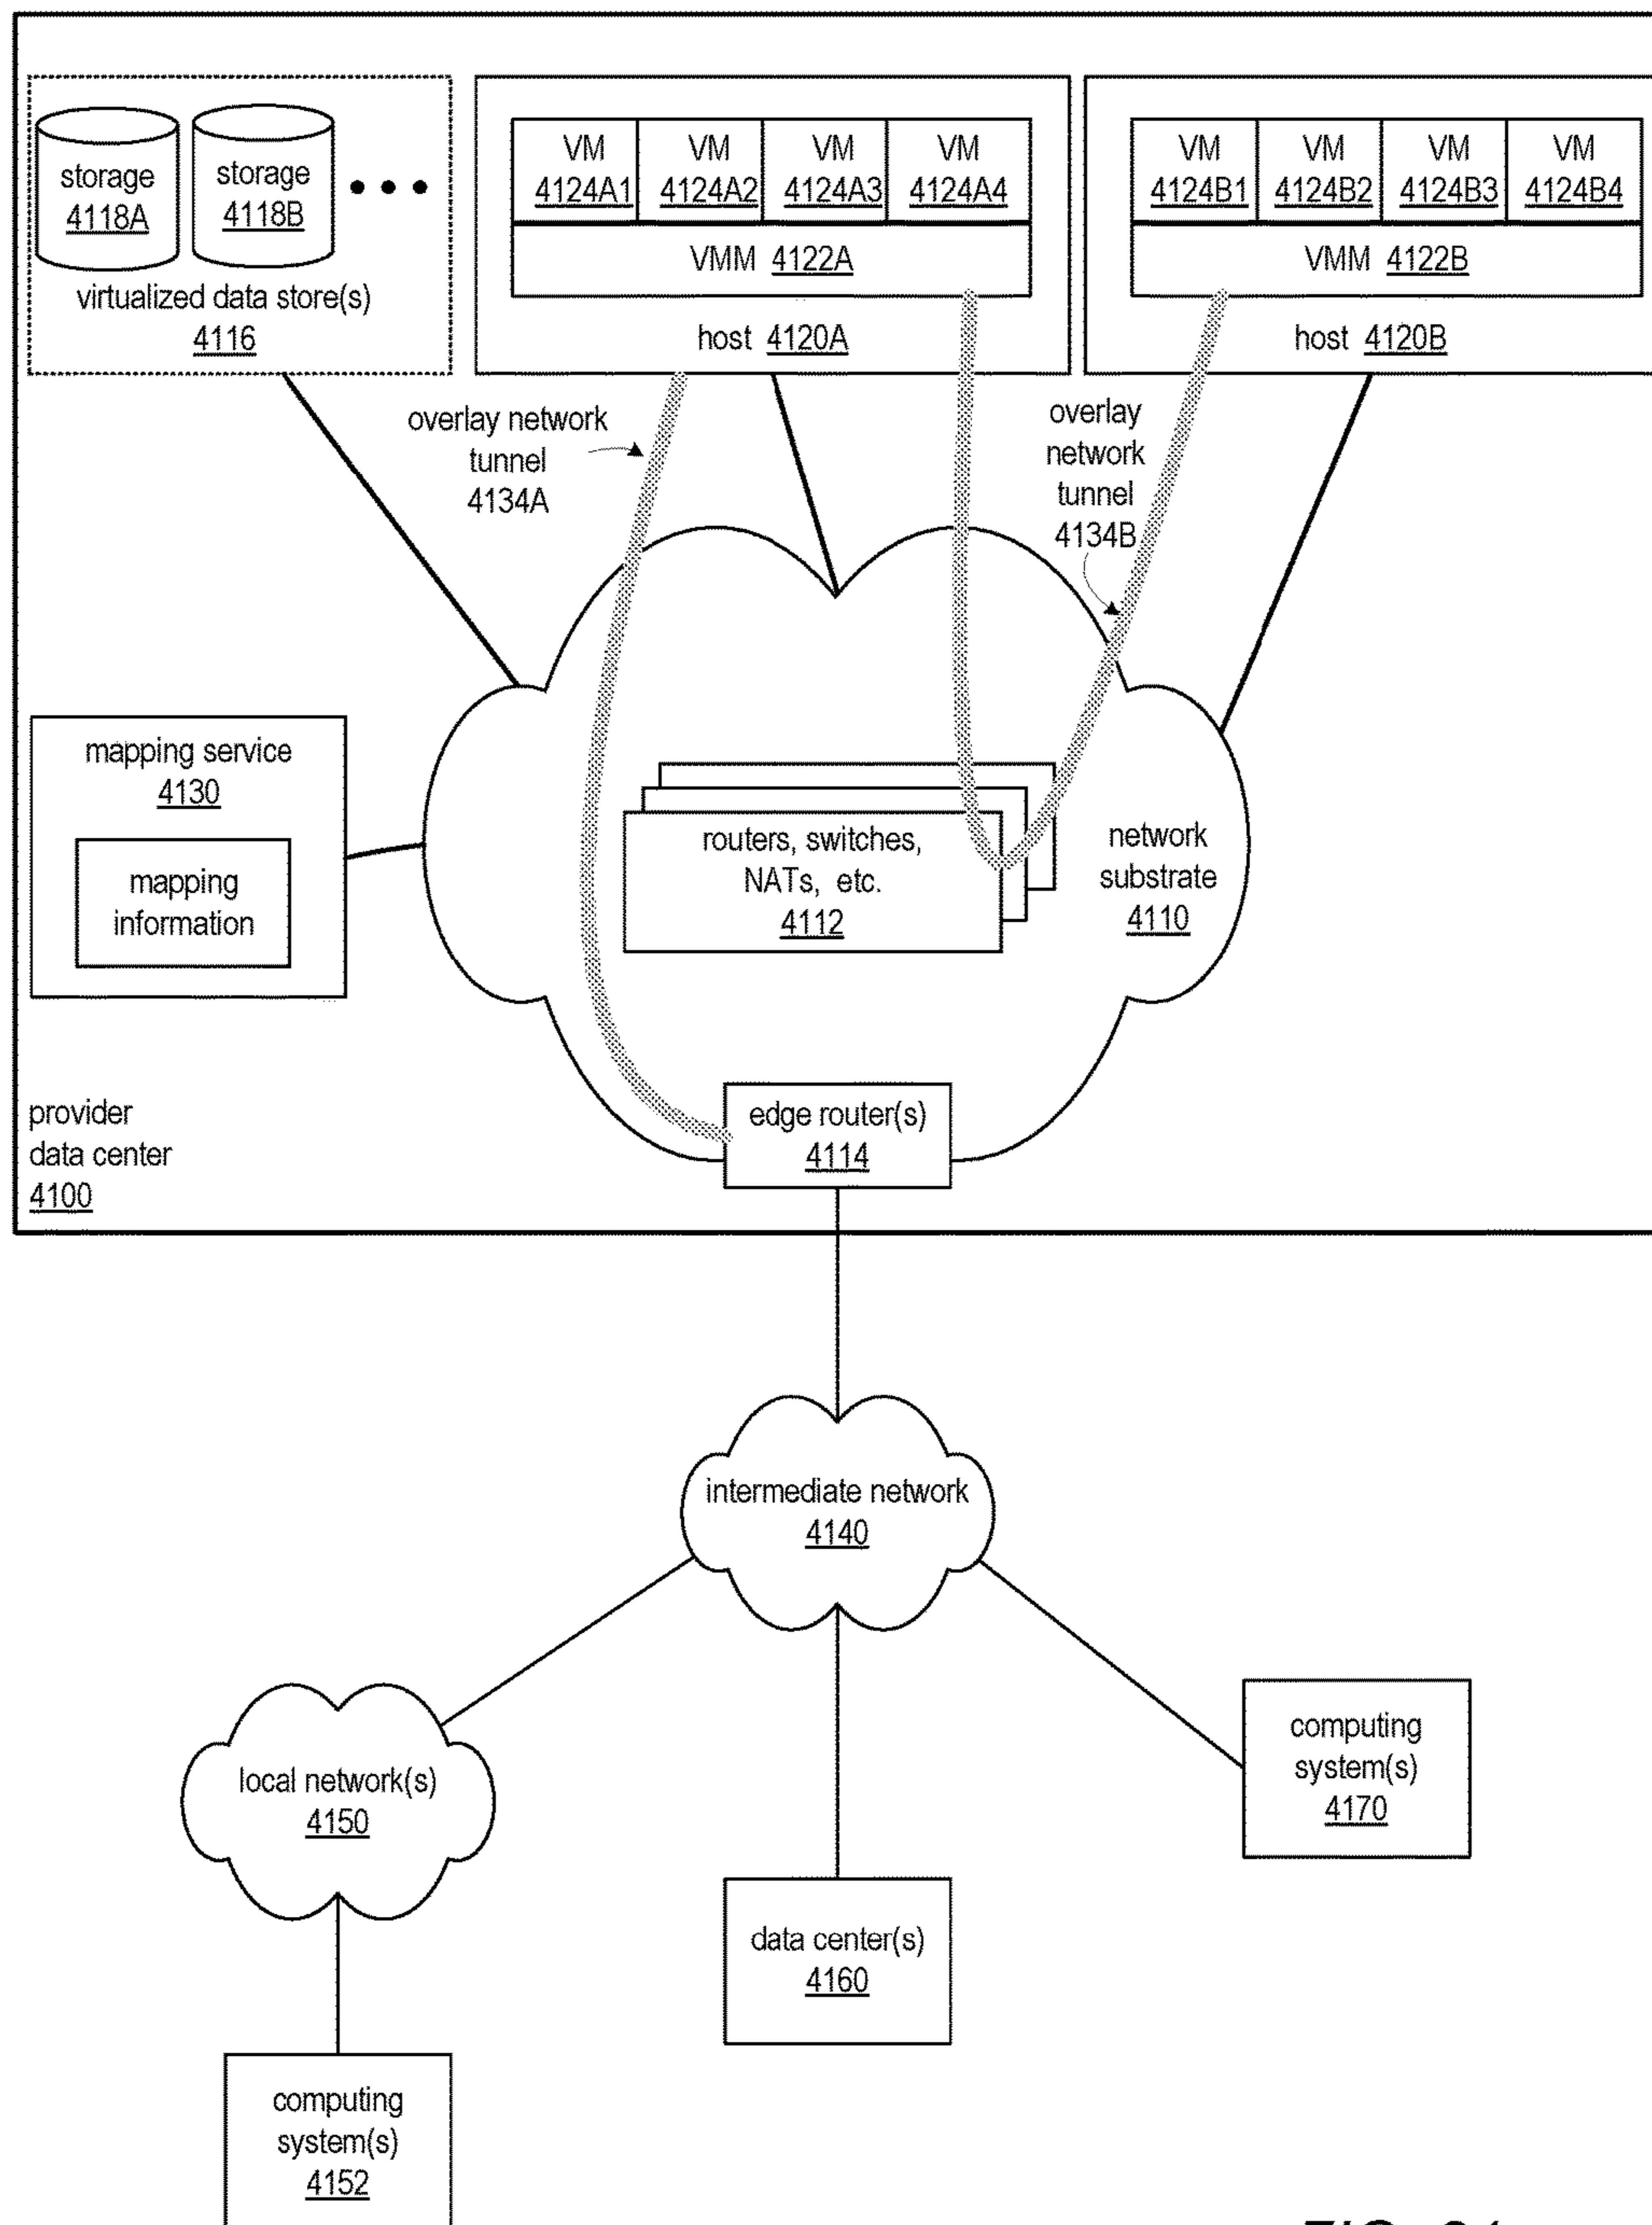 storage
4118A
storage
4118B
virtualized data store(s)
4116
VM
4124A1
VM
4124A2
VM
4124A3
VM
4124A4
VMM 4122A
host 4120A
VM
4124B1
VM
4124B2
VM
4124B3
VM
4124B4
VMM 4122B
host 4120B
overlay network
tunnel
4134A
overlay
network
tunnel
4134B
mapping service
4130
mapping
information
routers, switches,
NATs, etc.
4112
network
substrate
4110
provider
data center
4100
edge router(s)
4114
intermediate network
4140
local network(s)
4150
computing
system(s)
4170
data center(s)
4160
computing
system(s)
4152